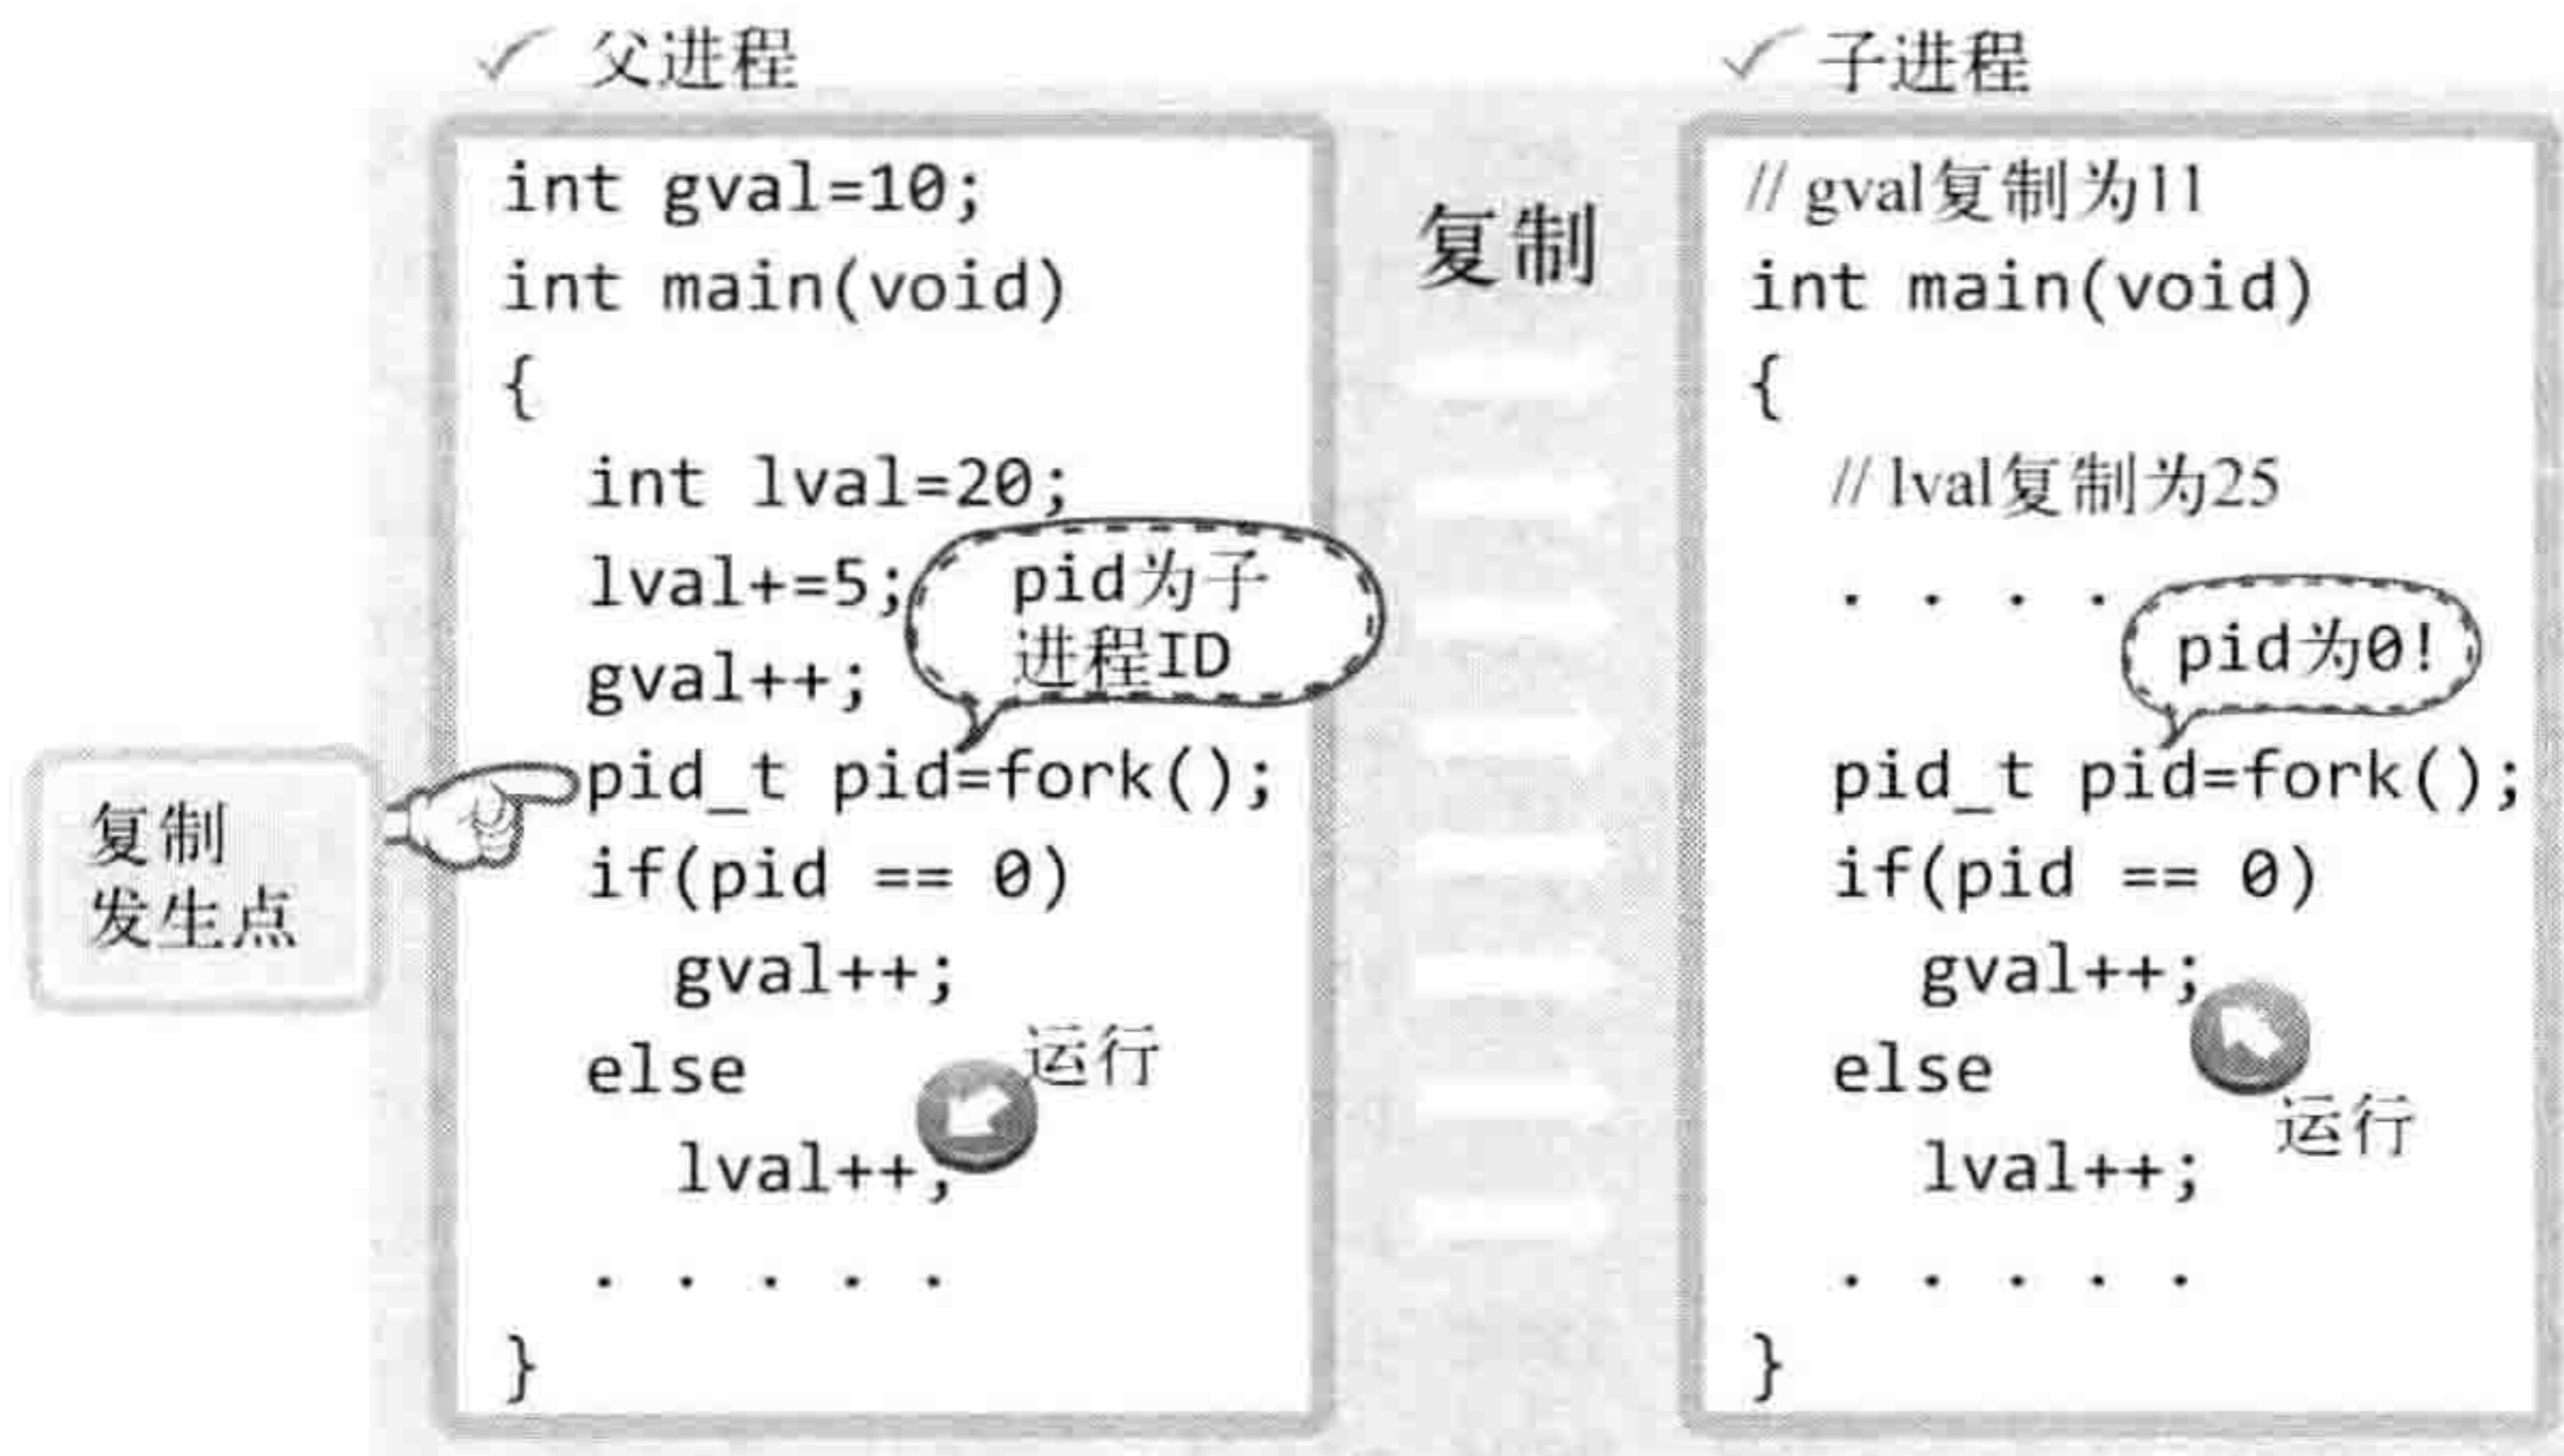 ✓ 父进程
int gval=10;
int main(void)
{
int lval=20;
lval+=5;
gval++;
pid为子
进程ID
pid_t pid=fork();
if(pid == 0)
gval++;
else
运行
lval++;
. . . . .
}
复制
发生点
复制
✓ 子进程
// gval复制为11
int main(void)
{
// lval复制为25
. . . .
pid为0!
pid_t pid=fork();
if(pid == 0)
gval++;
else
运行
lval++;
. . . . .
}